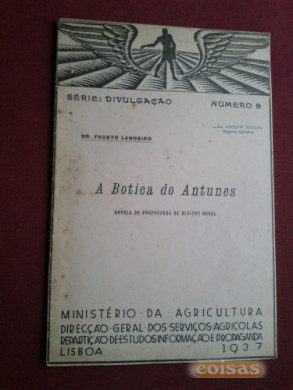 SÉRIE: DIVULGAÇÃO NÚMERO 8
DR. FAUSTO LANDEIRO
A Botica do Antunes
NOVELA DE PROPAGANDA DE HIGIENE RURAL
MINISTÉRIO DA AGRICULTURA
DIRECÇÃO GERAL DOS SERVIÇOS AGRÍCOLAS
REPARTIÇÃO DE ESTUDOS INFORMAÇÃO E PROPAGANDA
LISBOA 1937
coisas